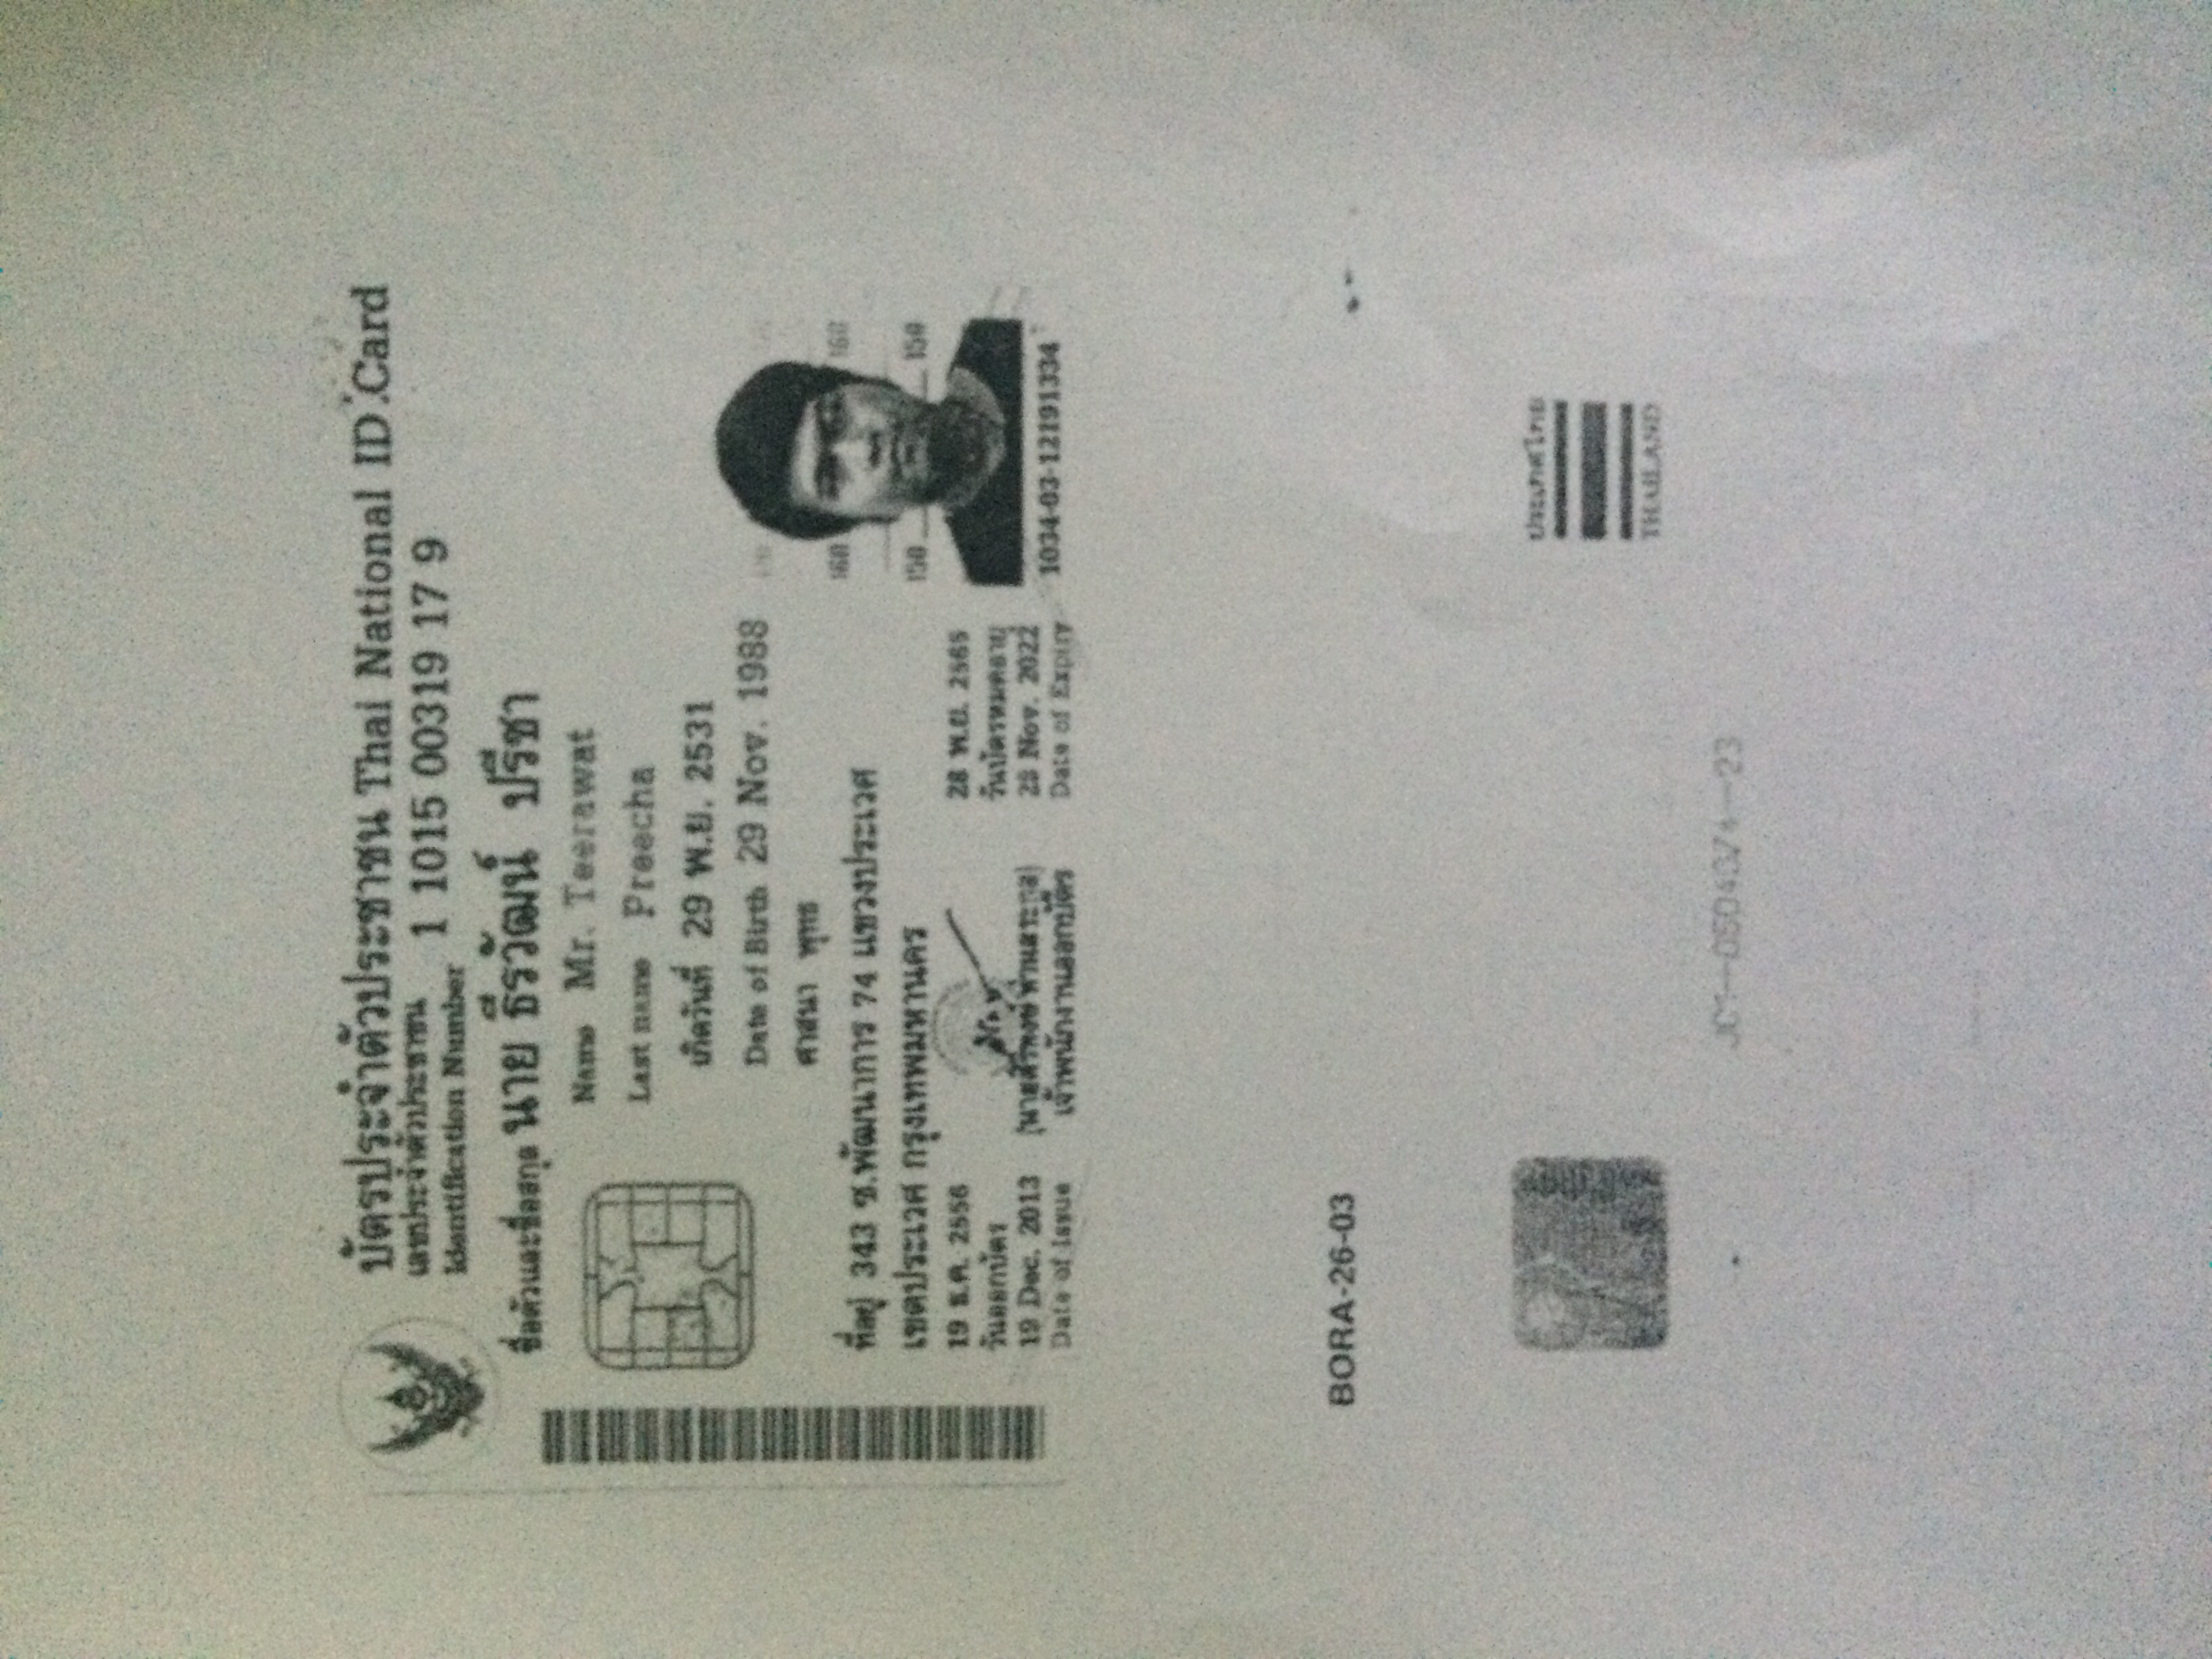 บัตรประจำตัวประชาชน Thai National ID Card
เลขประจำตัวประชาชน
Identification Number 1 1015 00319 17 9
ชื่อตัวและชื่อสกุล นาย ธีรวัฒน์ ปรีชา
Name Mr. Teerawat
Last name Preecha
เกิดวันที่ 29 พ.ย. 2531
Date of Birth 29 Nov. 1988
ศาสนา พุทธ
ที่อยู่ 343 ซ.พัฒนาการ 74 แขวงประเวศ
เขตประเวศ กรุงเทพมหานคร
160 160
150 150
19 ธ.ค. 2556
วันออกบัตร
19 Dec. 2013
Date of Issue
เจ้าพนักงานออกบัตร
28 พ.ย. 2565
วันบัตรหมดอายุ
28 Nov. 2022
Date of Expiry
1034-03-12191334
BORA-26-03
ประเทศไทย
THAILAND